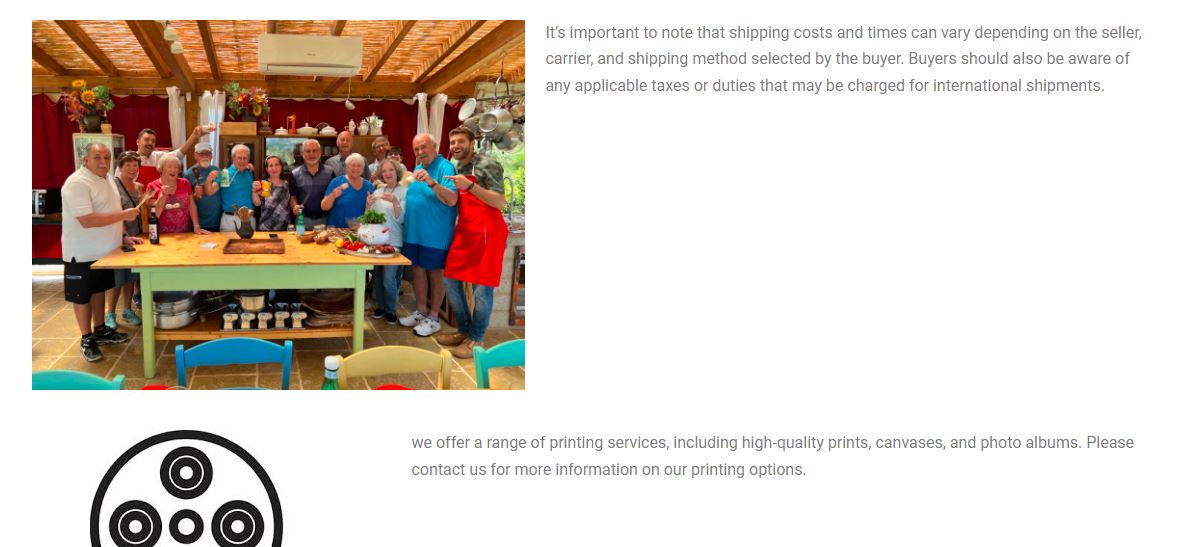 It's important to note that shipping costs and times can vary depending on the seller,
carrier, and shipping method selected by the buyer. Buyers should also be aware of
any applicable taxes or duties that may be charged for international shipments.
we offer a range of printing services, including high-quality prints, canvases, and photo albums. Please
contact us for more information on our printing options.